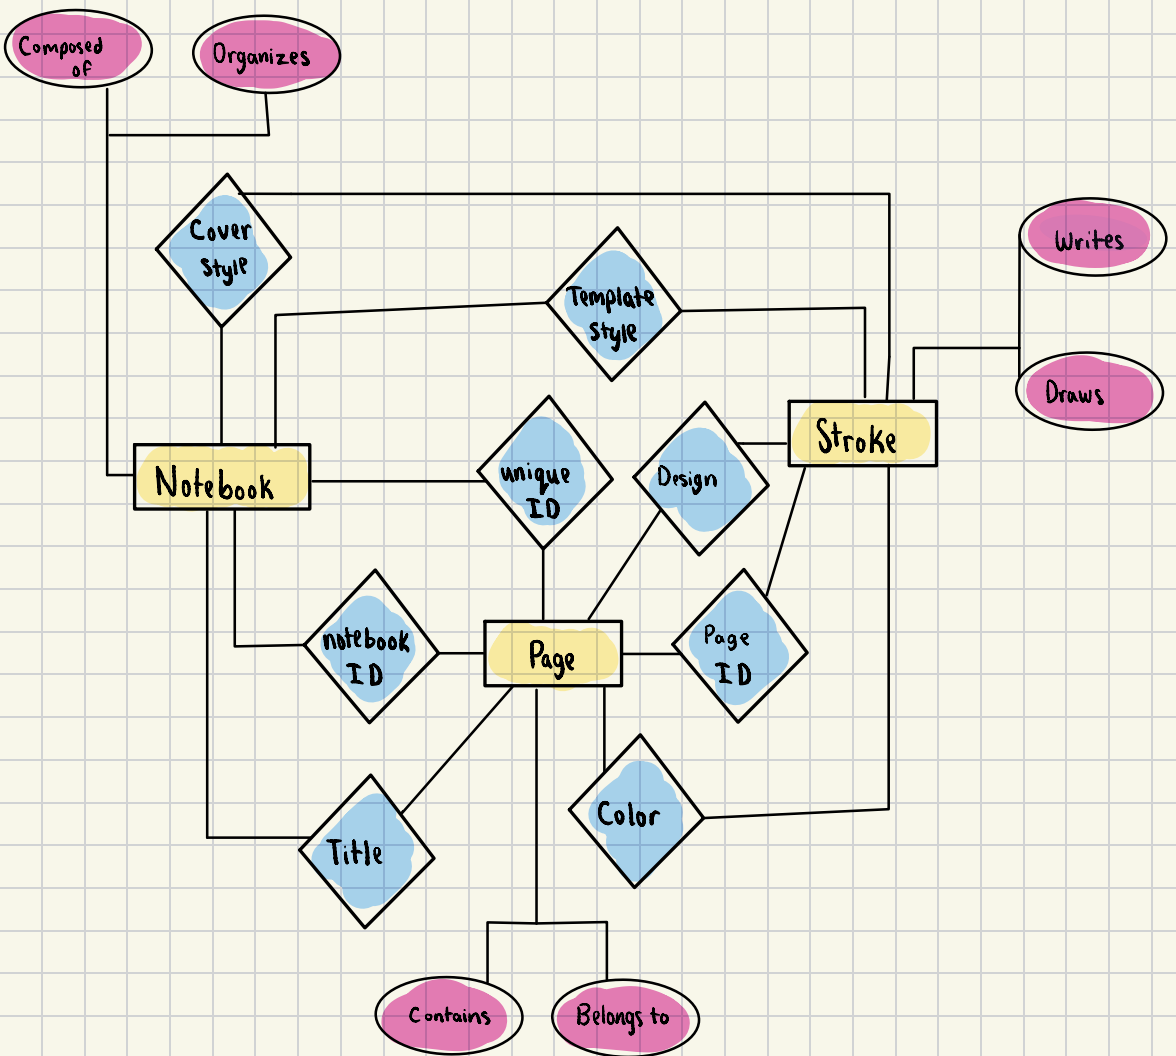 Composed
of
Organizes
Cover
style
Template
style
Writes
Draws
Stroke
Notebook
unique
ID
Design
notebook
ID
Page
Page
ID
Title
Color
Contains
Belongs to